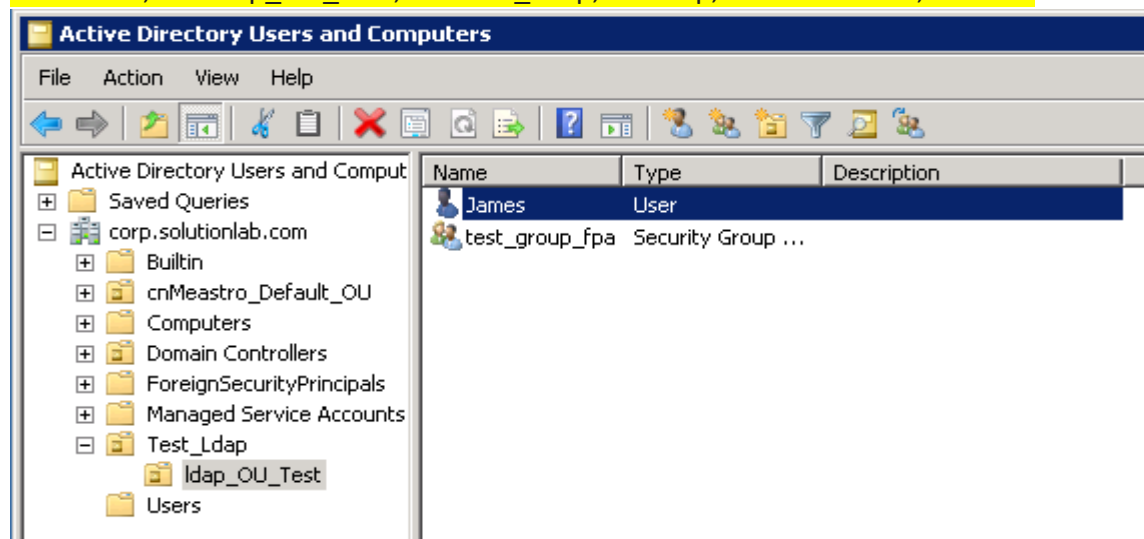 Active Directory Users and Computers
File Action View Help
Active Directory Users and Comput
Saved Queries
corp.solutionlab.com
Builtin
cnMeastro_Default_OU
Computers
Domain Controllers
ForeignSecurityPrincipals
Managed Service Accounts
Test_Ldap
ldap_OU_Test
Users
Name Type Description
James User
test_group_fpa Security Group ...